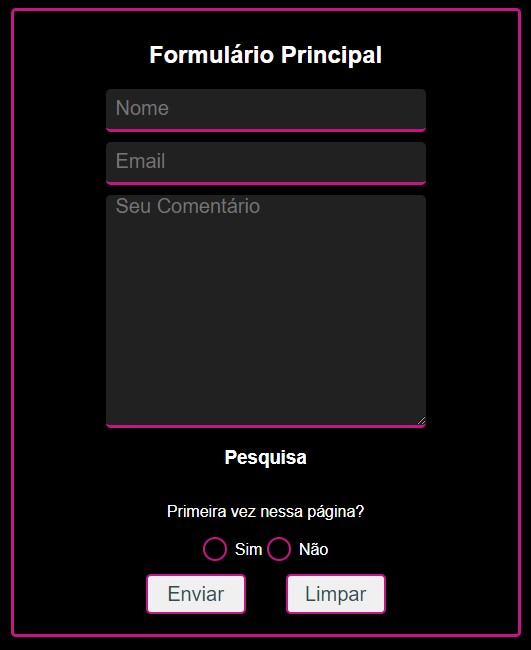 Formulário Principal
Nome
Email
Seu Comentário
Pesquisa
Primeira vez nessa página?
Sim Não
Enviar Limpar